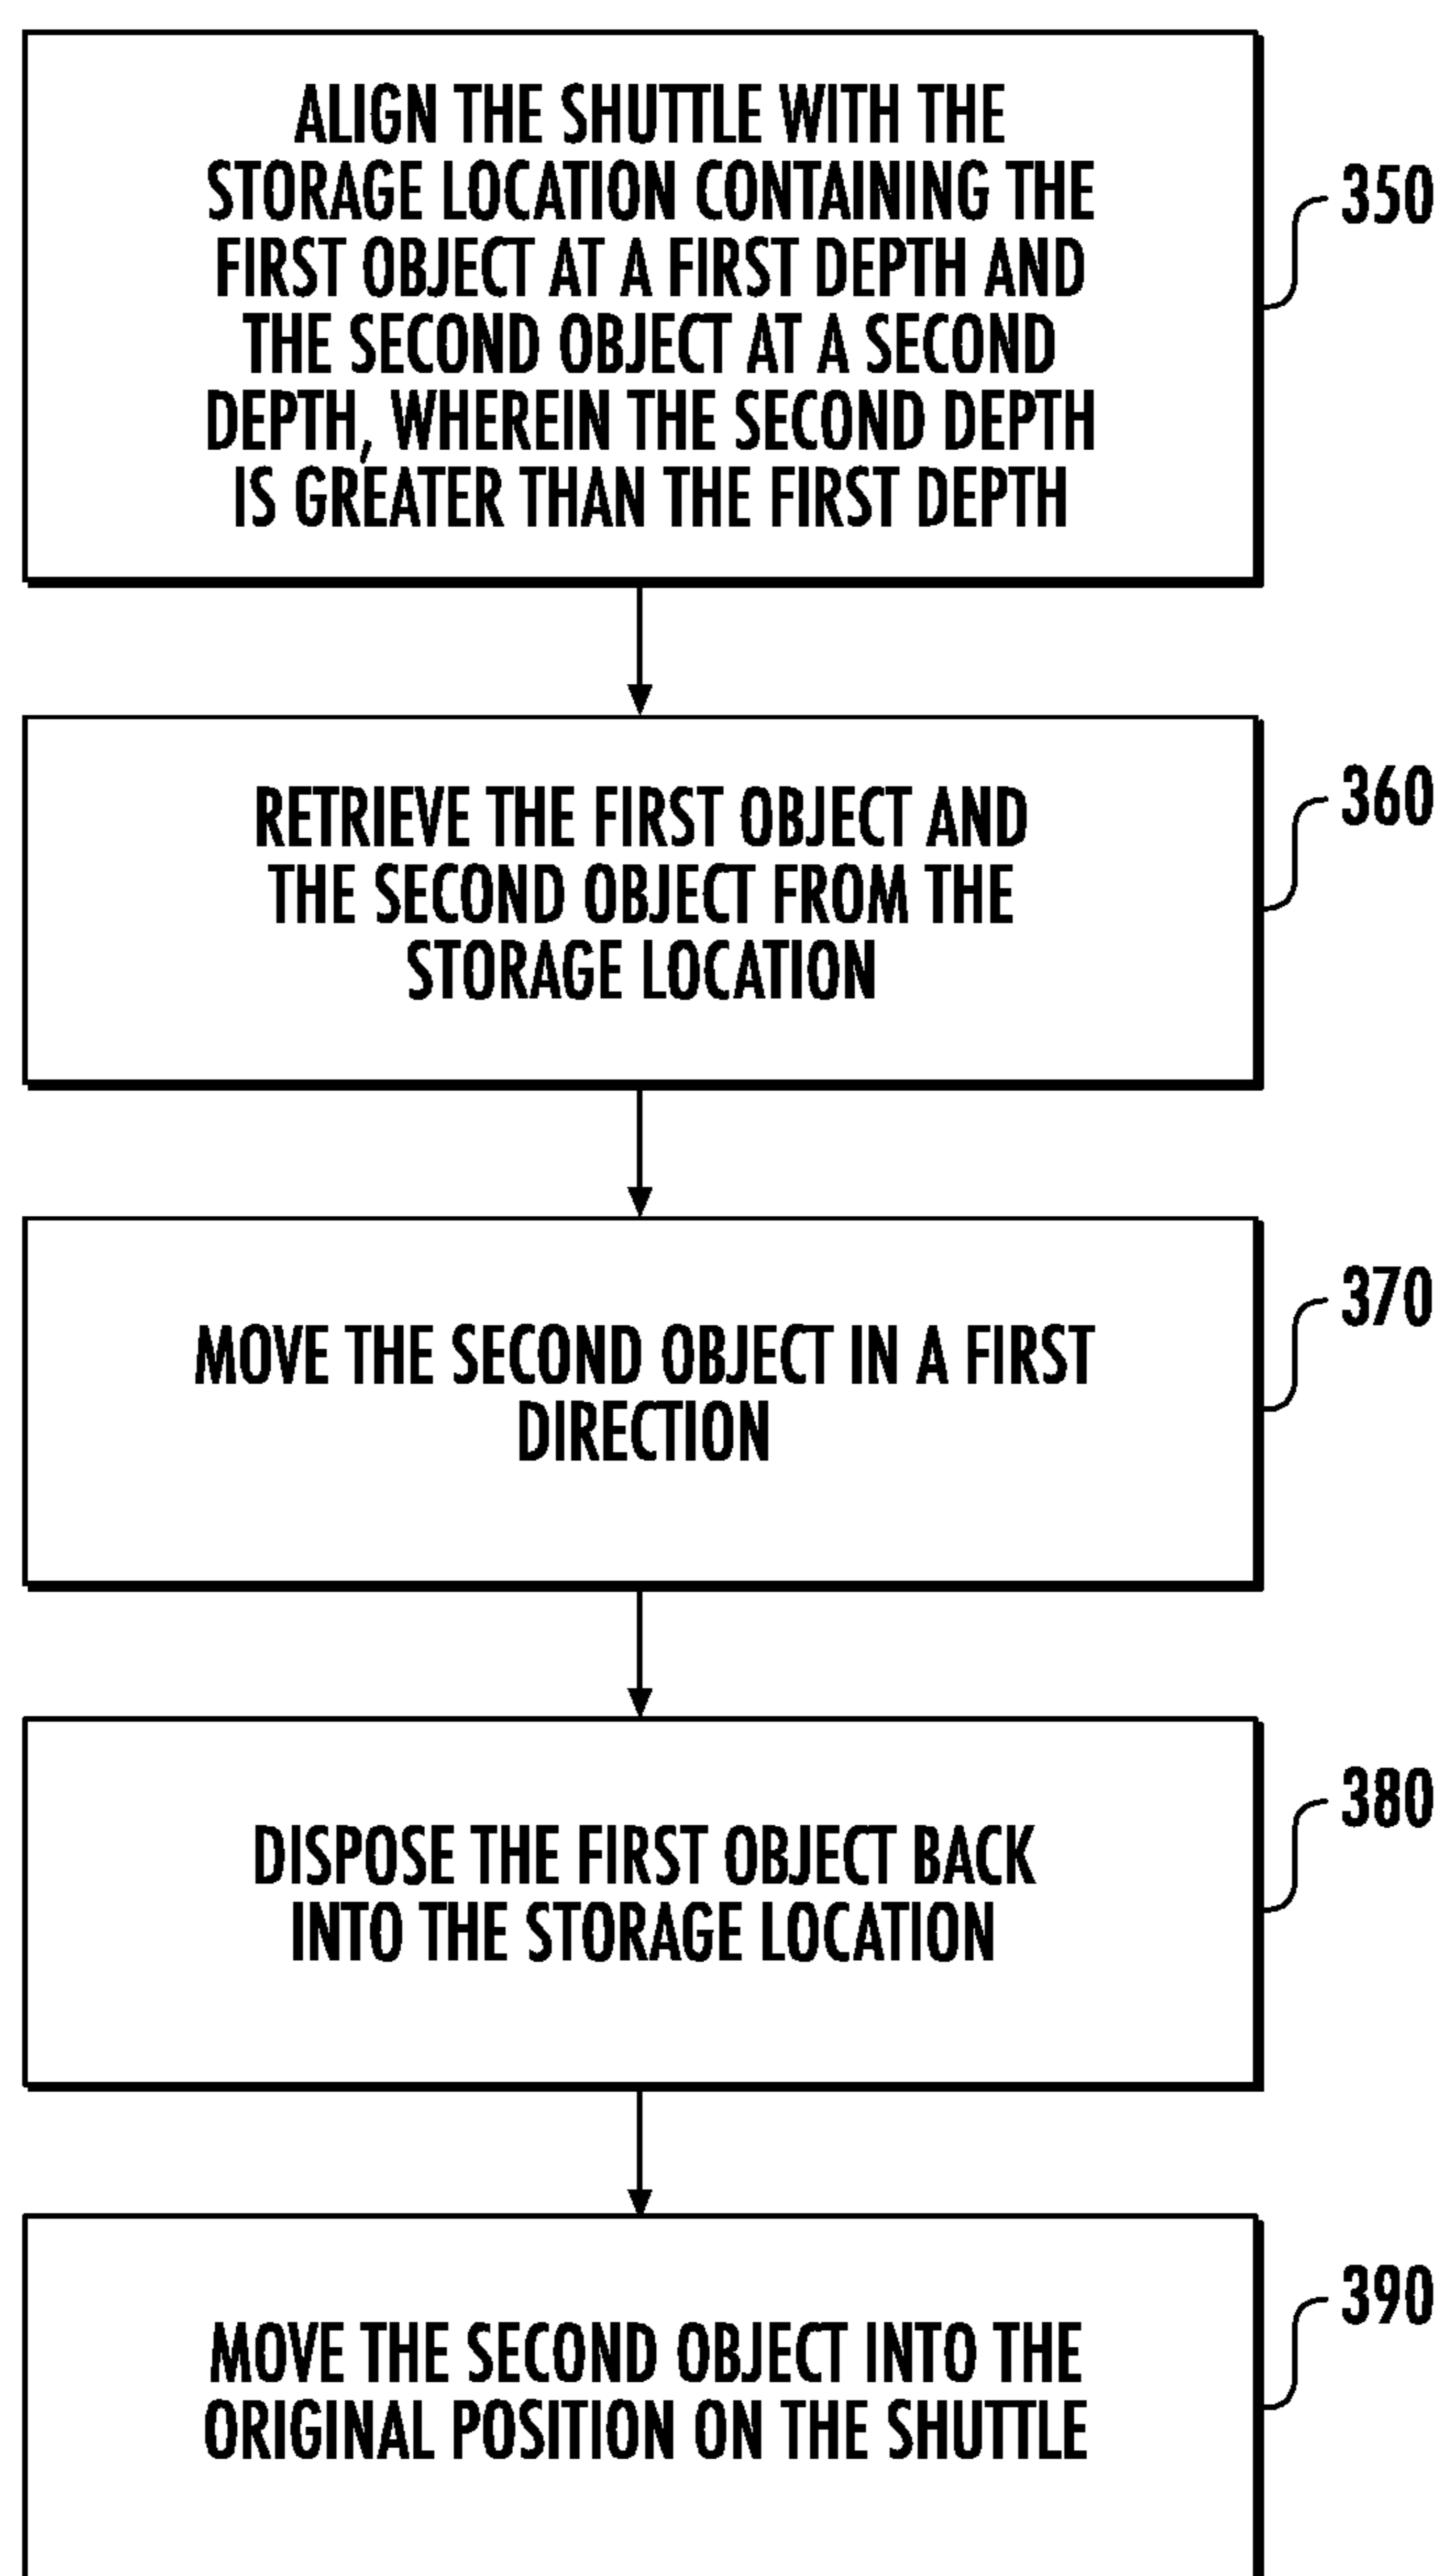 ALIGN THE SHUTTLE WITH THE
STORAGE LOCATION CONTAINING THE
FIRST OBJECT AT A FIRST DEPTH AND
THE SECOND OBJECT AT A SECOND
DEPTH, WHEREIN THE SECOND DEPTH
IS GREATER THAN THE FIRST DEPTH
350
RETRIEVE THE FIRST OBJECT AND
THE SECOND OBJECT FROM THE
STORAGE LOCATION
360
MOVE THE SECOND OBJECT IN A FIRST
DIRECTION
370
DISPOSE THE FIRST OBJECT BACK
INTO THE STORAGE LOCATION
380
MOVE THE SECOND OBJECT INTO THE
ORIGINAL POSITION ON THE SHUTTLE
390